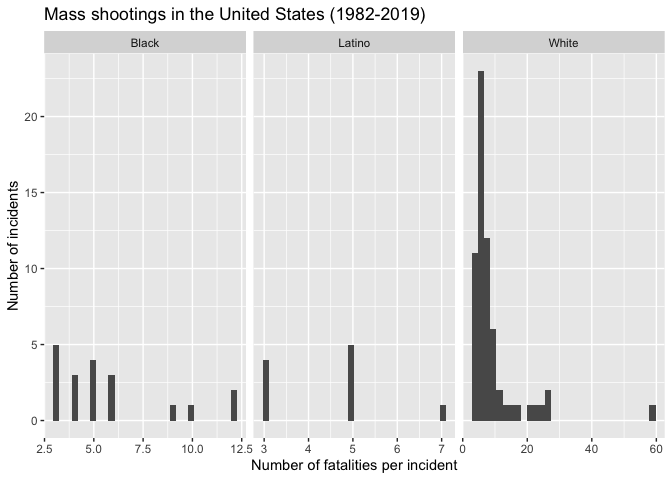 Mass shootings in the United States (1982-2019)
Black Latino White
Number of incidents
20
15
10
5
0
2.5 5.0 7.5 10.0 12.5 3 4 5 6 7 0 20 40 60
Number of fatalities per incident